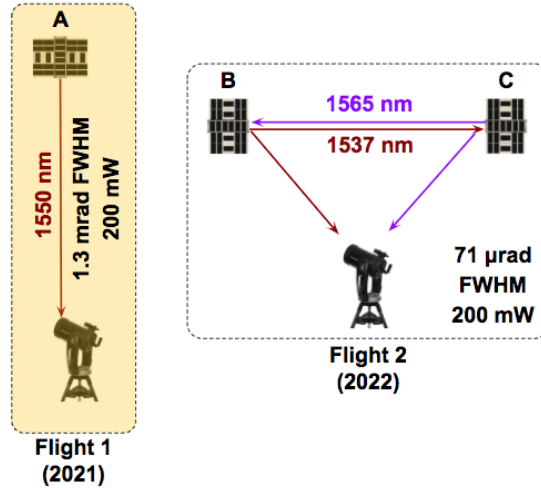 A
1550 nm
1.3 mrad FWHM
200 mW
Flight 1
(2021)
B
C
1565 nm
1537 nm
71 µrad
FWHM
200 mW
Flight 2
(2022)